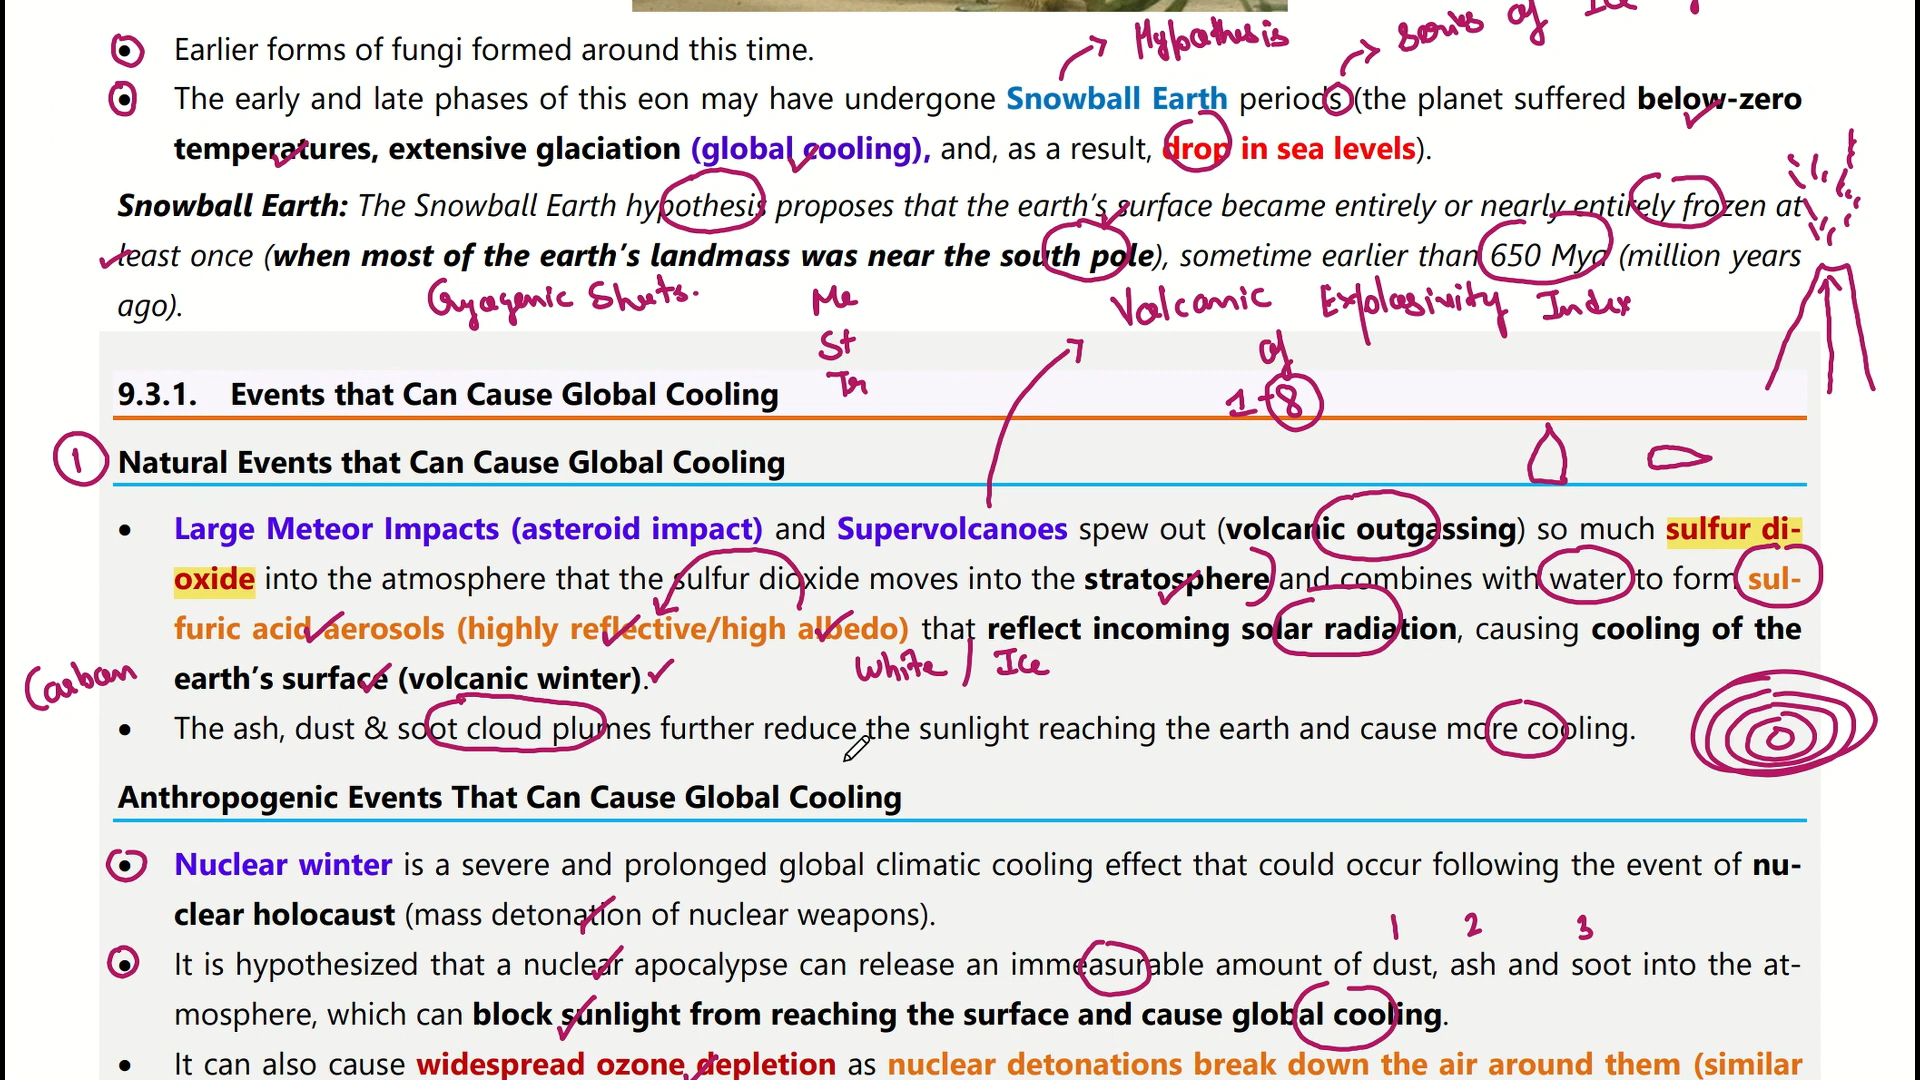 Hypothesis
series of Ice
Earlier forms of fungi formed around this time.
The early and late phases of this eon may have undergone Snowball Earth periods (the planet suffered below-zero
temperatures, extensive glaciation (global cooling), and, as a result, drop in sea levels).
Snowball Earth: The Snowball Earth hypothesis proposes that the earth's surface became entirely or nearly entirely frozen at
least once (when most of the earth's landmass was near the south pole), sometime earlier than 650 Mya (million years
ago).
Sheets.
Me
Volcanic Explosivity Index
St
of
Tr
1-8
9.3.1. Events that Can Cause Global Cooling
1
Natural Events that Can Cause Global Cooling
Large Meteor Impacts (asteroid impact) and Supervolcanoes spew out (volcanic outgassing) so much sulfur di-
oxide into the atmosphere that the sulfur dioxide moves into the stratosphere and combines with water to form sul-
furic acid aerosols (highly reflective/high albedo) that reflect incoming solar radiation, causing cooling of the
earth's surface (volcanic winter).
Carbon
White / Ice
The ash, dust & soot cloud plumes further reduce the sunlight reaching the earth and cause more cooling.
Anthropogenic Events That Can Cause Global Cooling
Nuclear winter is a severe and prolonged global climatic cooling effect that could occur following the event of nu-
clear holocaust (mass detonation of nuclear weapons).
1 2 3
It is hypothesized that a nuclear apocalypse can release an immeasurable amount of dust, ash and soot into the at-
mosphere, which can block sunlight from reaching the surface and cause global cooling.
It can also cause widespread ozone depletion as nuclear detonations break down the air around them (similar